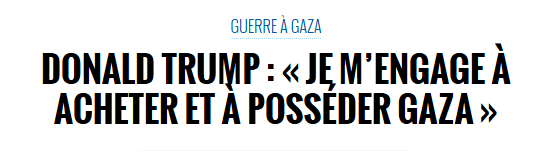 GUERRE À GAZA
DONALD TRUMP : « JE M’ENGAGE À
ACHETER ET À POSSÉDER GAZA »